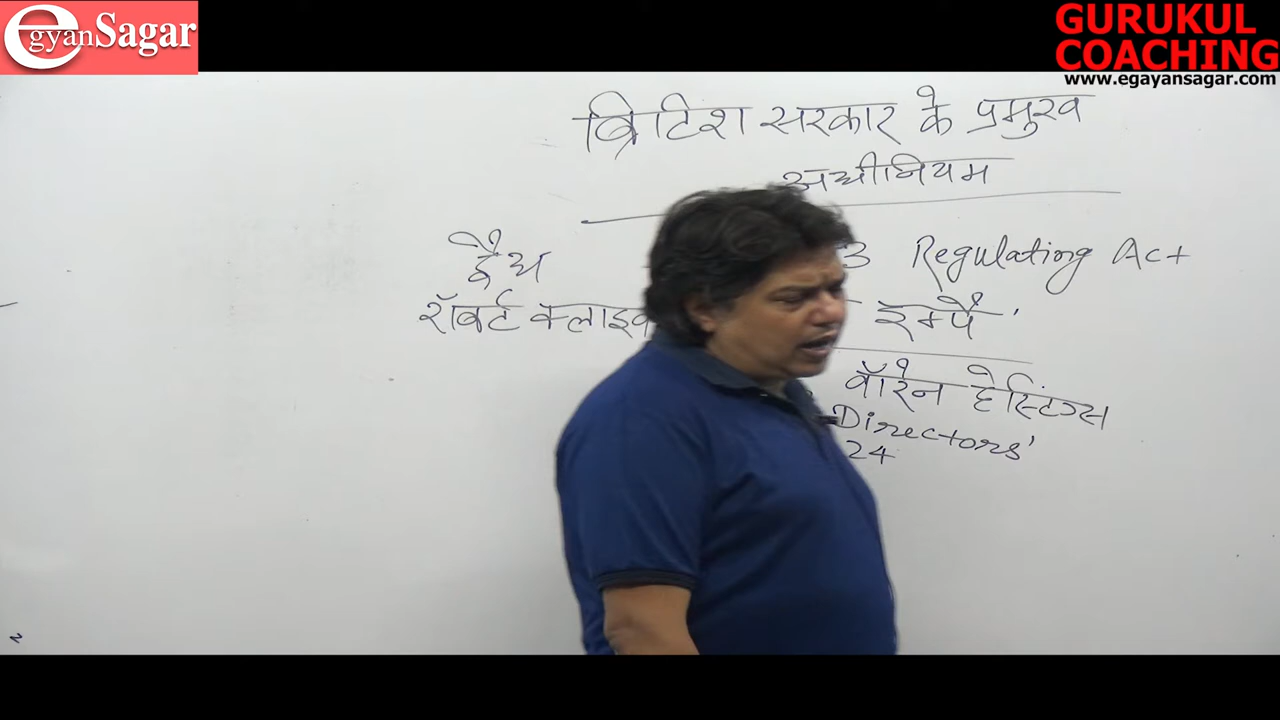 egyanSagar
GURUKUL
COACHING
www.egayansagar.com
ब्रिटिश सरकार के प्रमुख
अधीनियम
द्वैध
3 Regulating Act
रॉबर्ट क्लाइव
इम्पै
वॉरेन हेस्टिंग्स
Directors'
24